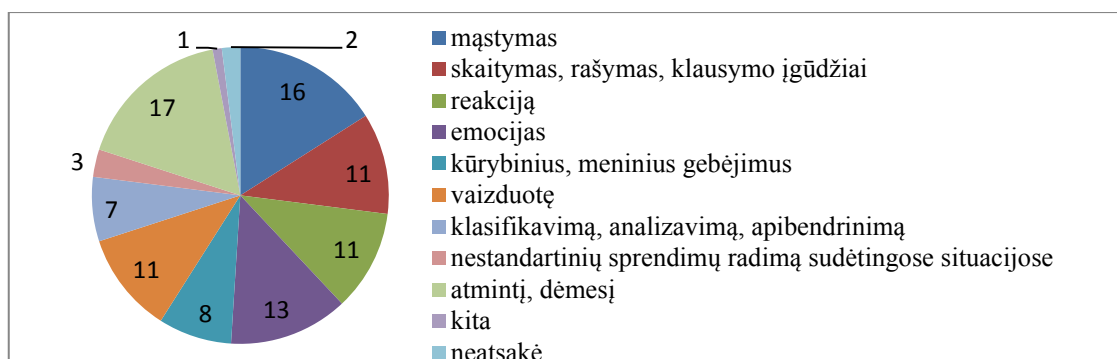 1
2
16
11
11
13
8
11
7
3
17
mąstymas
skaitymas, rašymas, klausymo įgūdžiai
reakciją
emocijas
kūrybinius, meninius gebėjimus
vaizduotę
klasifikavimą, analizavimą, apibendrinimą
nestandartinių sprendimų radimą sudėtingose situacijose
atmintį, dėmesį
kita
neatsakė